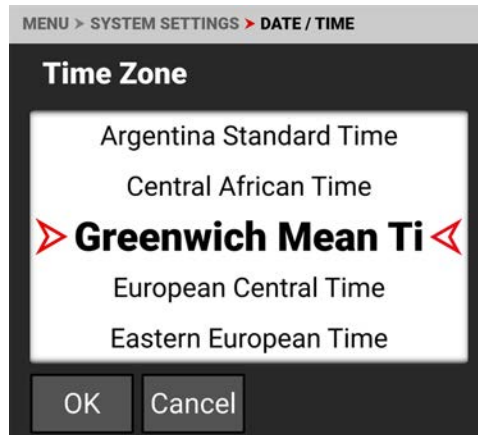 MENU > SYSTEM SETTINGS > DATE / TIME
Time Zone
Argentina Standard Time
Central African Time
Greenwich Mean Ti
European Central Time
Eastern European Time
OK Cancel